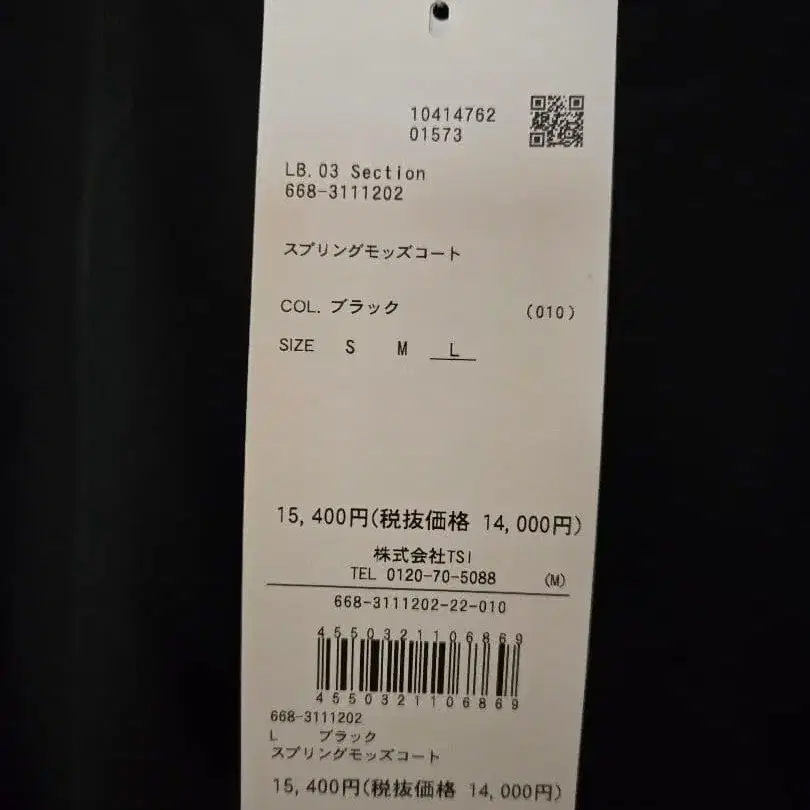 10414762
01573
LB.03 Section
668-3111202
スプリングモッズコート
COL. ブラック (010)
SIZE S M L
15,400円(税抜価格 14,000円)
株式会社TSI
TEL 0120-70-5088 (M)
668-3111202-22-010
4550321106869
4550321106869
668-3111202
L ブラック
スプリングモッズコート
15,400円(税抜価格 14,000円)